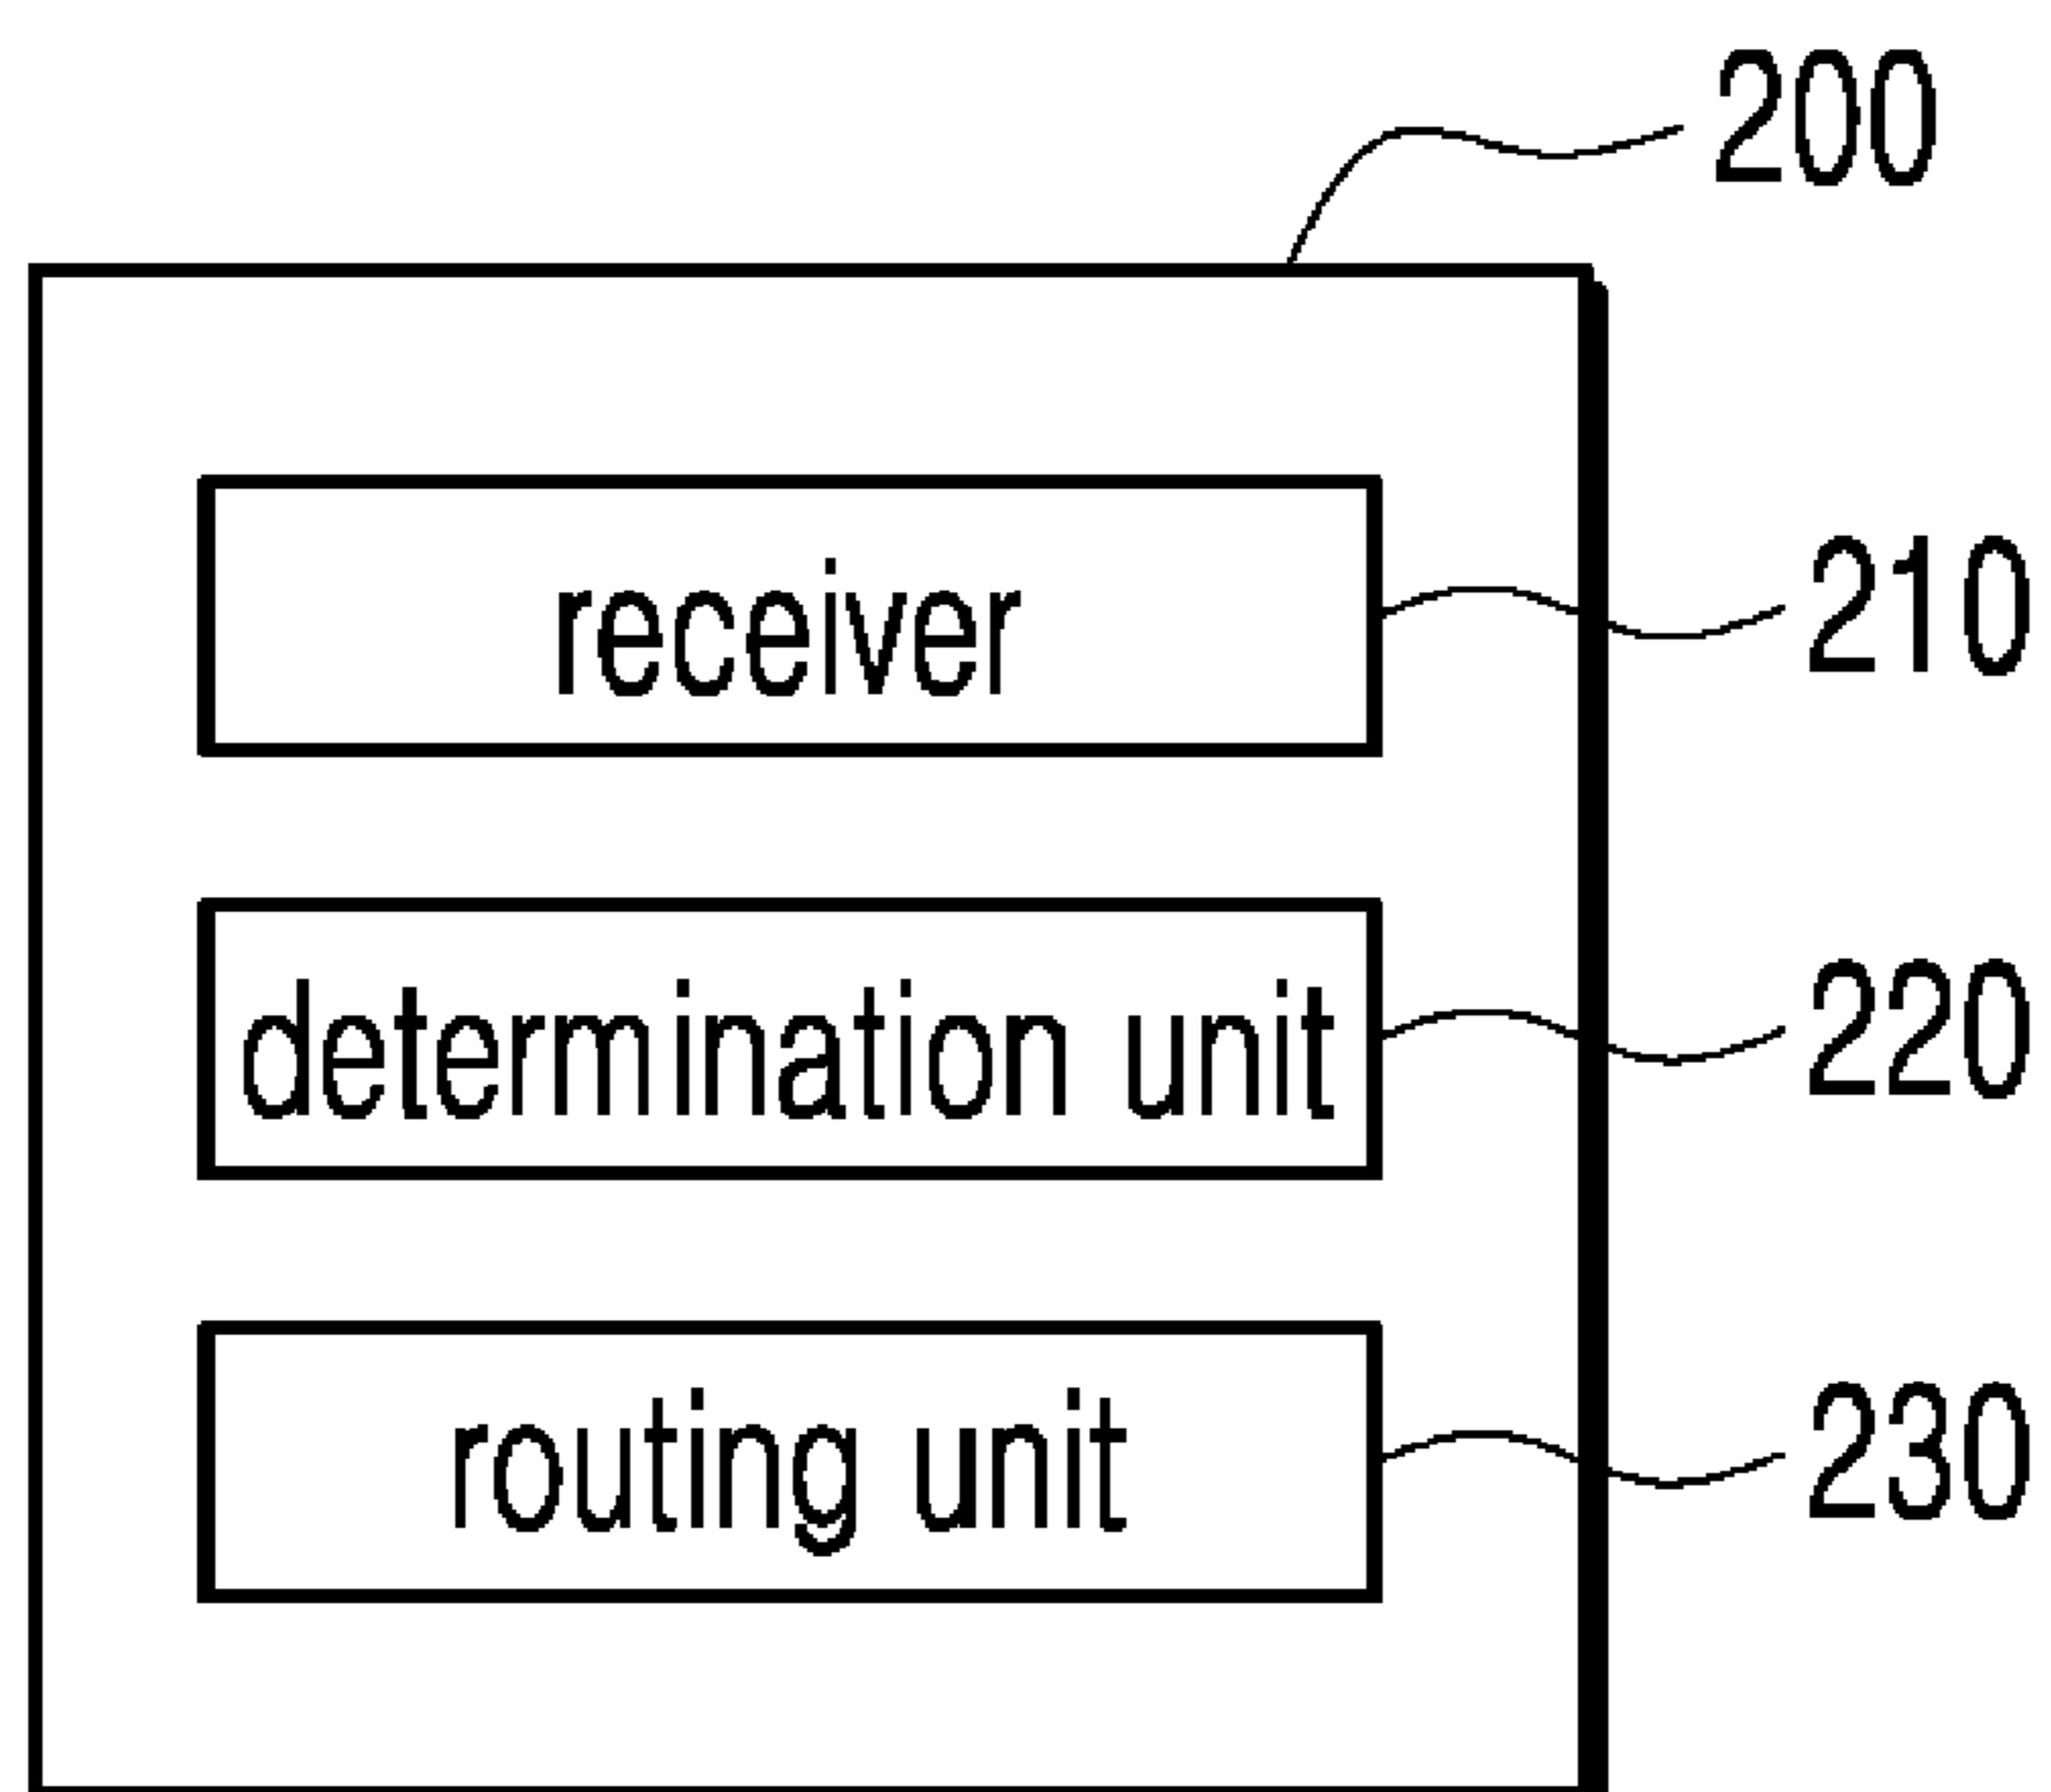 200
receiver 210
determination unit 220
routing unit 230